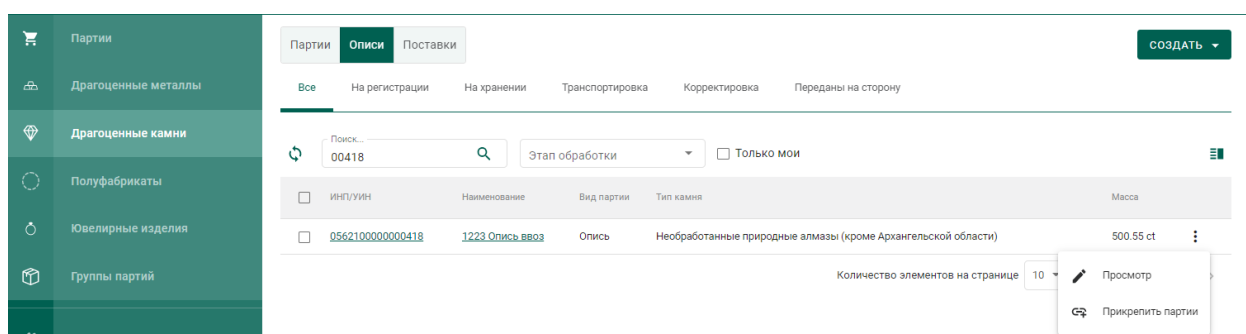 Партии
Драгоценные металлы
Драгоценные камни
Полуфабрикаты
Ювелирные изделия
Группы партий
Партии Описи Поставки
СОЗДАТЬ
Все На регистрации На хранении Транспортировка Корректировка Переданы на сторону
Поиск...
00418
Этап обработки
Только мои
ИНП/УИН Наименование Вид партии Тип камня Масса
0562100000000418 1223 Опись ввоз Опись Необработанные природные алмазы (кроме Архангельской области) 500.55 ct
Количество элементов на странице 10
Просмотр
Прикрепить партии